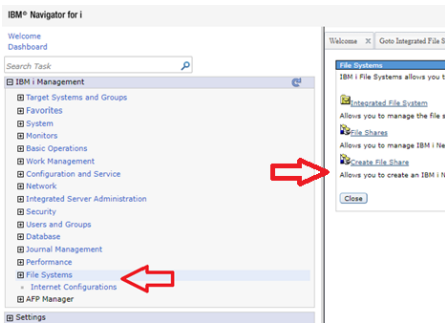 IBM® Navigator for i
Welcome
Dashboard
Search Task
IBM i Management
Target Systems and Groups
Favorites
System
Monitors
Basic Operations
Work Management
Configuration and Service
Network
Integrated Server Administration
Security
Users and Groups
Database
Journal Management
Performance
File Systems
Internet Configurations
AFP Manager
Settings
Welcome X Goto Integrated File S
File Systems
IBM i File Systems allows you t
Integrated File System
Allows you to manage the file s
File Shares
Allows you to manage IBM i Ne
Create File Share
Allows you to create an IBM i N
Close